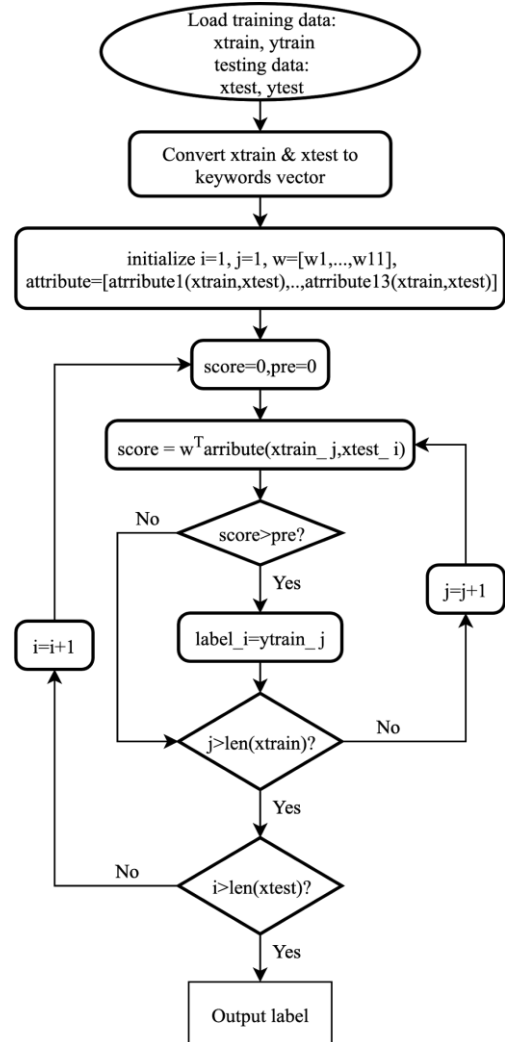 Load training data:
xtrain, ytrain
testing data:
xtest, ytest
Convert xtrain & xtest to
keywords vector
initialize i=1, j=1, w=[w1,...,w11],
attribute=[atrribute1(xtrain,xtest),..,atrribute13(xtrain,xtest)]
score=0,pre=0
score = wᵀarribute(xtrain_ j,xtest_ i)
No
score>pre?
Yes
j=j+1
i=i+1
label_i=ytrain_ j
j>len(xtrain)?
No
Yes
No
i>len(xtest)?
Yes
Output label